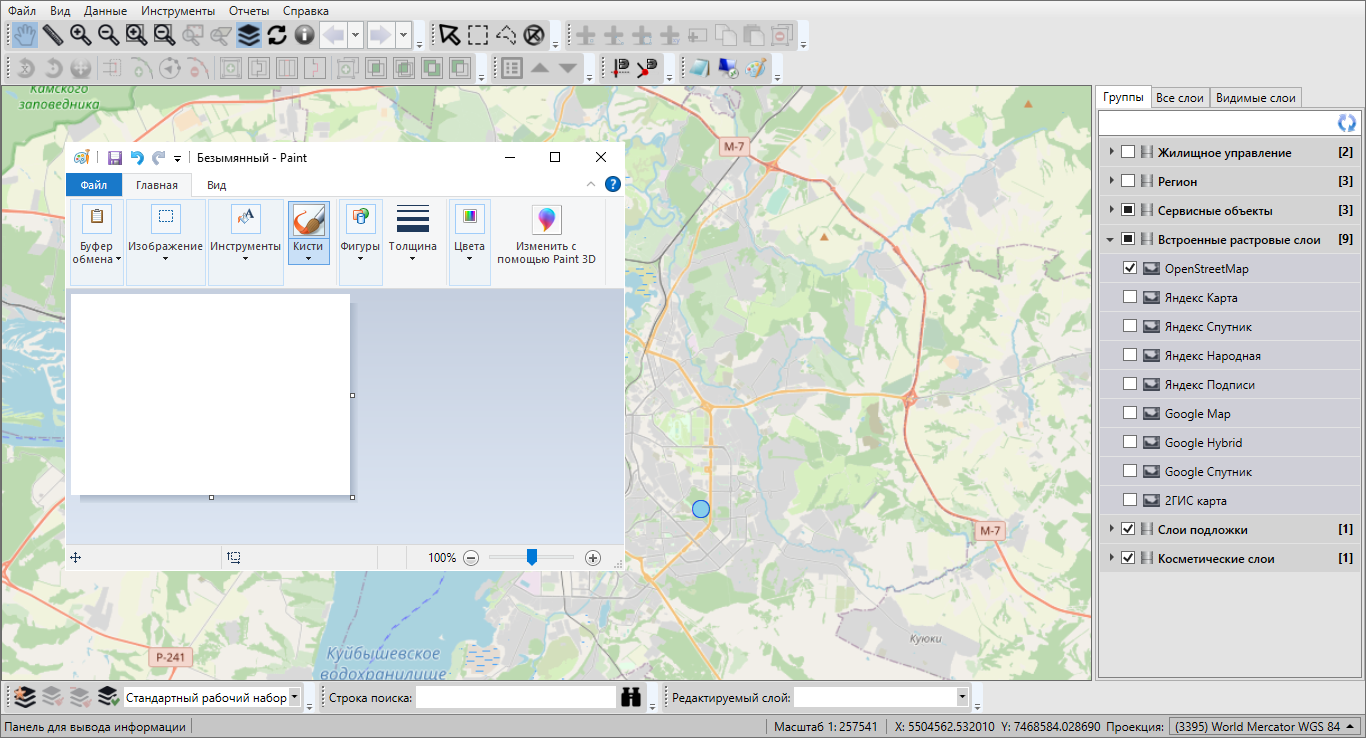 Файл Вид Данные Инструменты Отчеты Справка
Камского
заповедника
М-7
Группы Все слои Видимые слои
Жилищное управление [2]
Регион [3]
Сервисные объекты [3]
Встроенные растровые слои [9]
OpenStreetMap
Яндекс Карта
Яндекс Спутник
Яндекс Народная
Яндекс Подписи
Google Map
Google Hybrid
Google Спутник
2ГИС карта
Слои подложки [1]
Косметические слои [1]
Безымянный - Paint
Файл Главная Вид
Буфер
обмена
Изображение
Инструменты
Кисти
Фигуры
Толщина
Цвета
Изменить с
помощью Paint 3D
100%
М-7
Куюки
Р-241
Куйбышевское
водохранилище
Стандартный рабочий набор Строка поиска: Редактируемый слой:
Панель для вывода информации Масштаб 1: 257541 X: 5504562.532010 Y: 7468584.028690 Проекция: (3395) World Mercator WGS 84